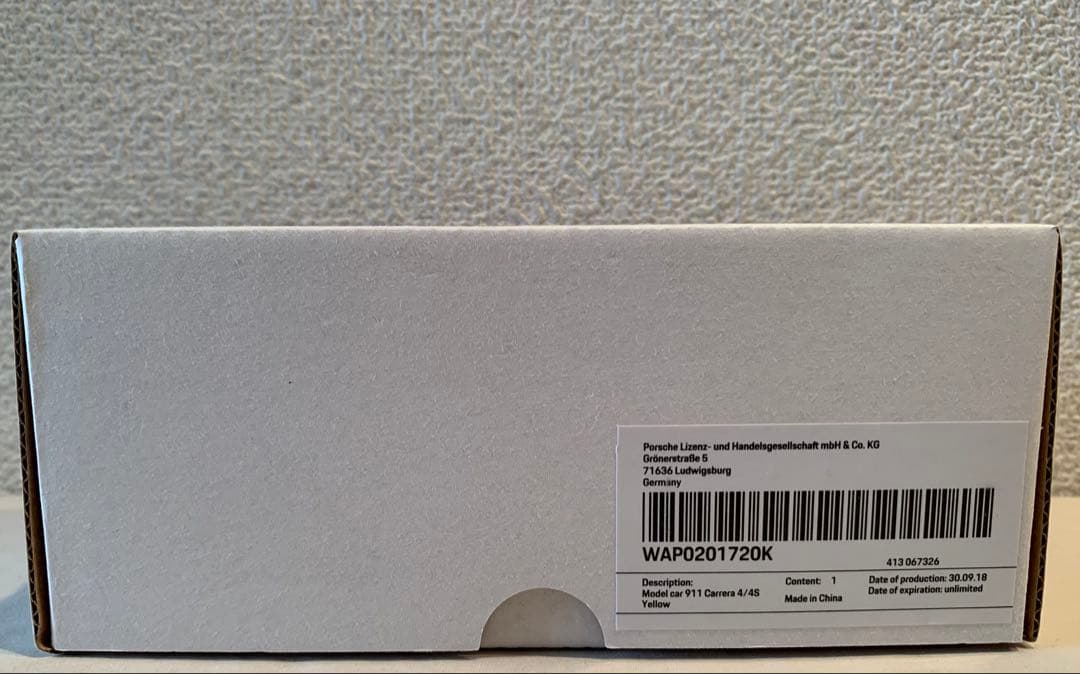 Porsche Lizenz- und Handelsgesellschaft mbH & Co. KG
Grönerstraße 5
71636 Ludwigsburg
Germany
WAP0201720K
413 067326
Description:
Model car 911 Carrera 4/4S
Yellow
Content: 1
Made in China
Date of production: 30.09.18
Date of expiration: unlimited